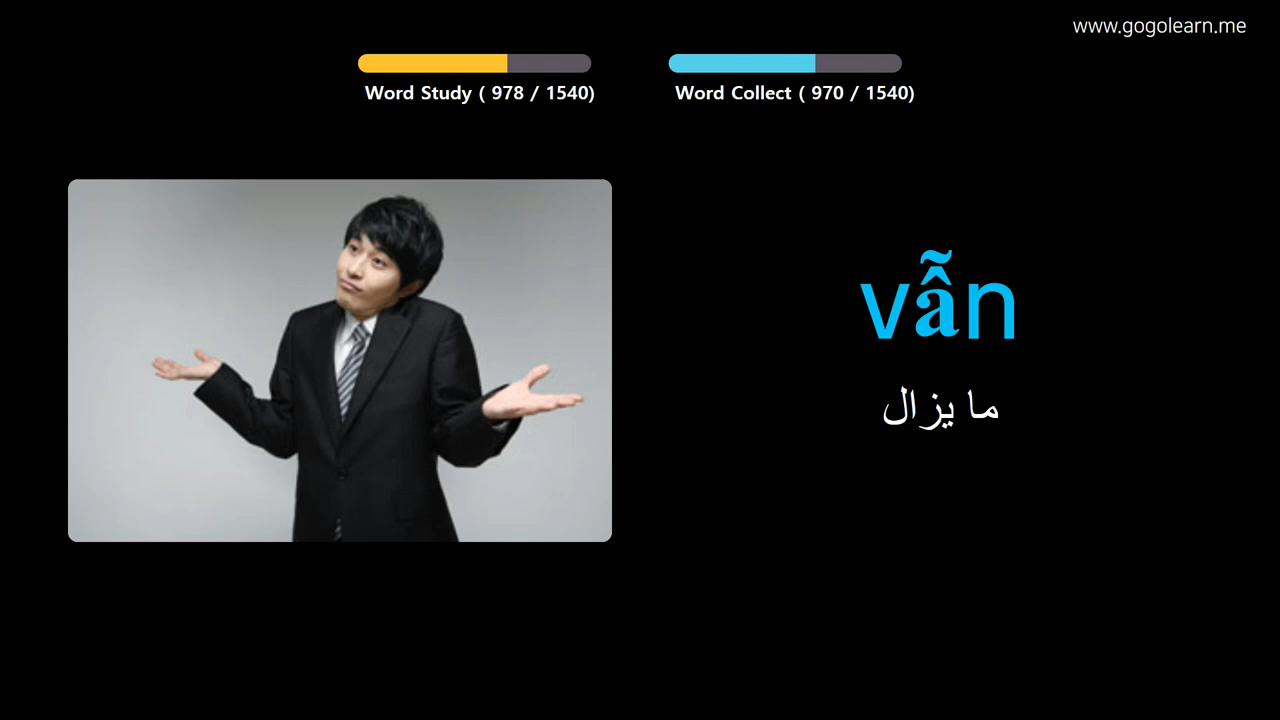 www.gogolearn.me
Word Study ( 978 / 1540)
Word Collect ( 970 / 1540)
vẫn
ما يزال